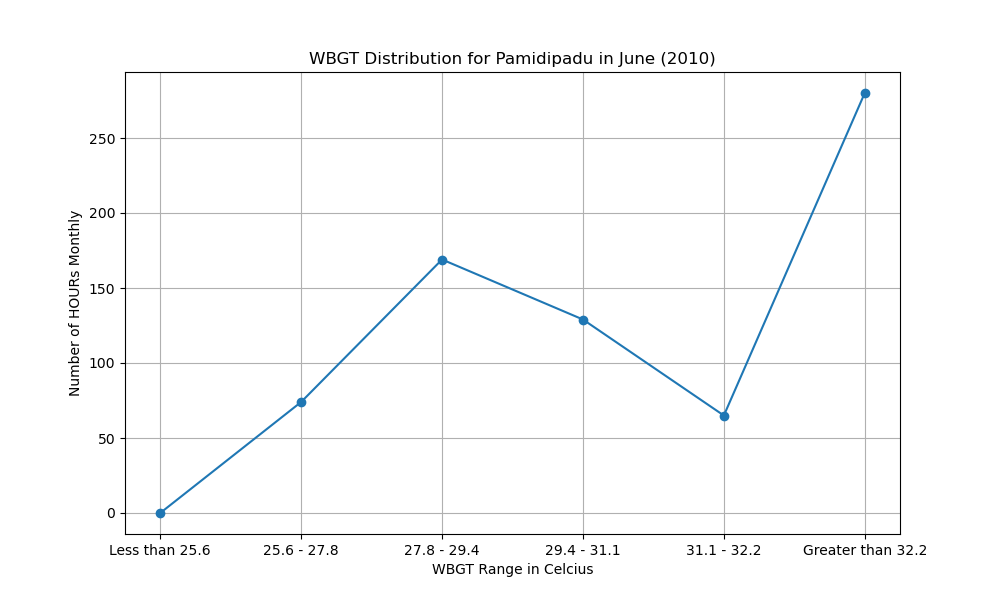 WBGT Distribution for Pamidipadu in June (2010)
Number of HOURs Monthly
250
200
150
100
50
0
Less than 25.6
25.6 - 27.8
27.8 - 29.4
29.4 - 31.1
31.1 - 32.2
Greater than 32.2
WBGT Range in Celcius